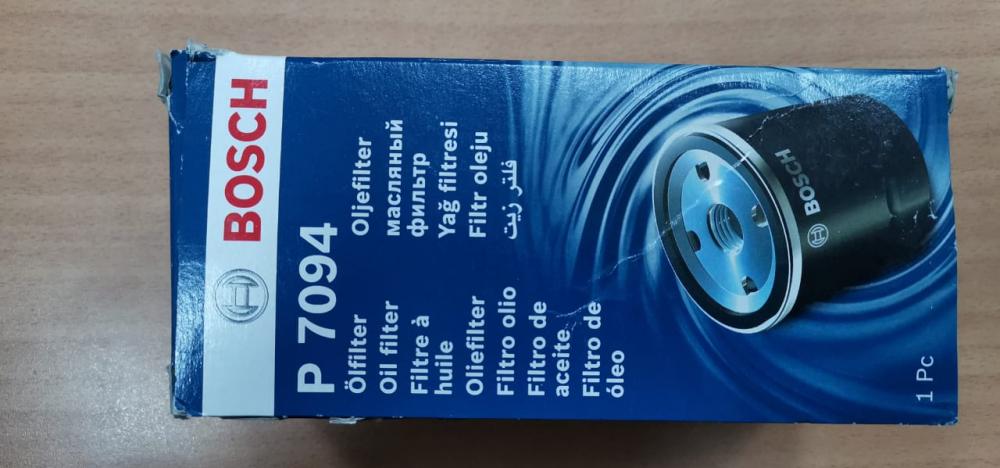 BOSCH
P 7094
Ölfilter
Oil filter
Filtre à
huile
Oliefilter
Filtro olio
Filtro de
aceite
Filtro de
óleo
Oljefilter
масляный
фильтр
Yağ filtresi
Filtr oleju
فلتر زيت
BOSCH
1 Pc